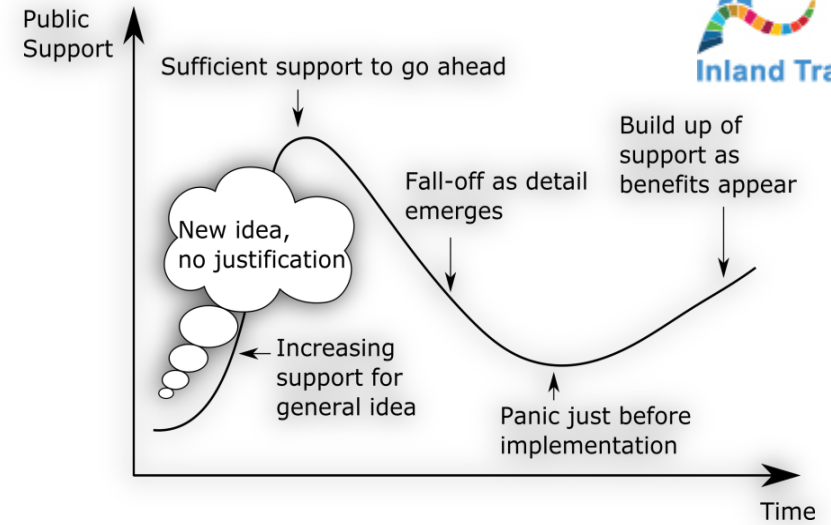 Public
Support
Sufficient support to go ahead
Inland
Build up of
support as
benefits appear
Fall-off as detail
emerges
New idea,
no justification
Increasing
support for
general idea
Panic just before
implementation
Time